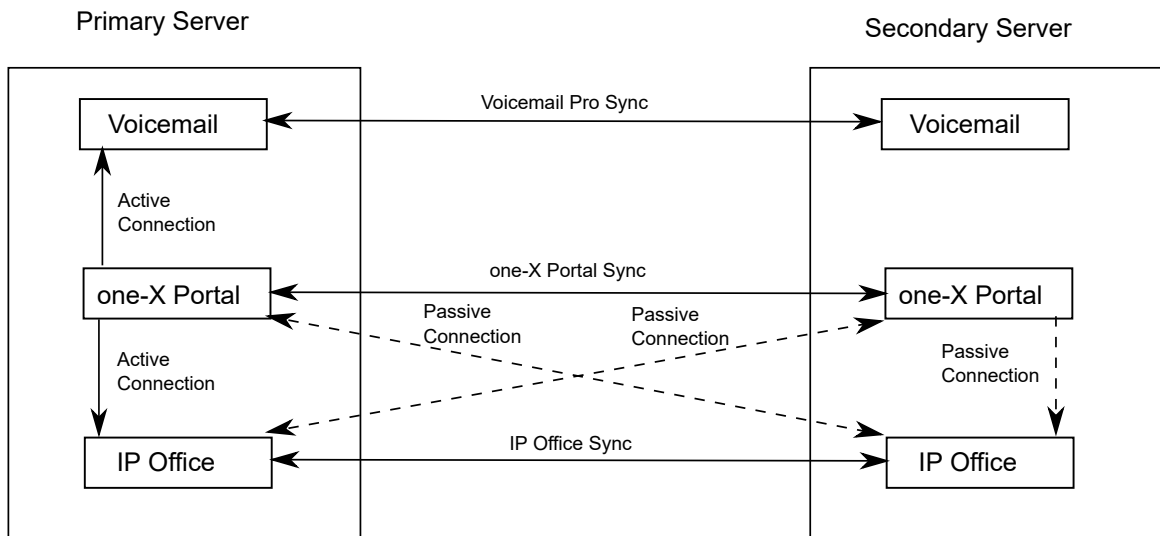 Primary Server
Secondary Server
Voicemail Pro Sync
Voicemail
Voicemail
Active
Connection
one-X Portal Sync
one-X Portal
one-X Portal
Passive
Connection
Passive
Connection
Active
Connection
Passive
Connection
IP Office Sync
IP Office
IP Office